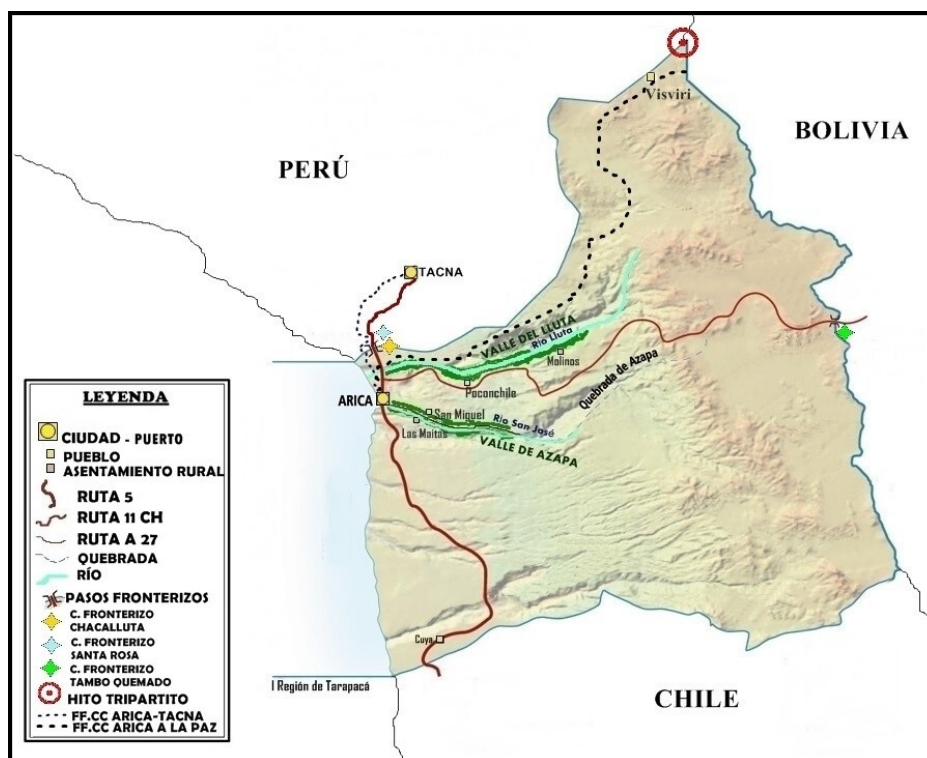 Visviri
BOLIVIA
PERÚ
TACNA
VALLE DEL LLUTA
Río Lluta
Molinos
Poconchile
Quebrada de Azapa
ARICA
San Miguel
Río San José
Las Maitas
VALLE DE AZAPA
Cuya
I Región de Tarapacá
CHILE
LEYENDA
CIUDAD - PUERTO
PUEBLO
ASENTAMIENTO RURAL
RUTA 5
RUTA 11 CH
RUTA A 27
QUEBRADA
RÍO
PASOS FRONTERIZOS
C. FRONTERIZO
CHACALLUTA
C. FRONTERIZO
SANTA ROSA
C. FRONTERIZO
TAMBO QUEMADO
HITO TRIPARTITO
FF.CC ARICA-TACNA
FF.CC ARICA A LA PAZ